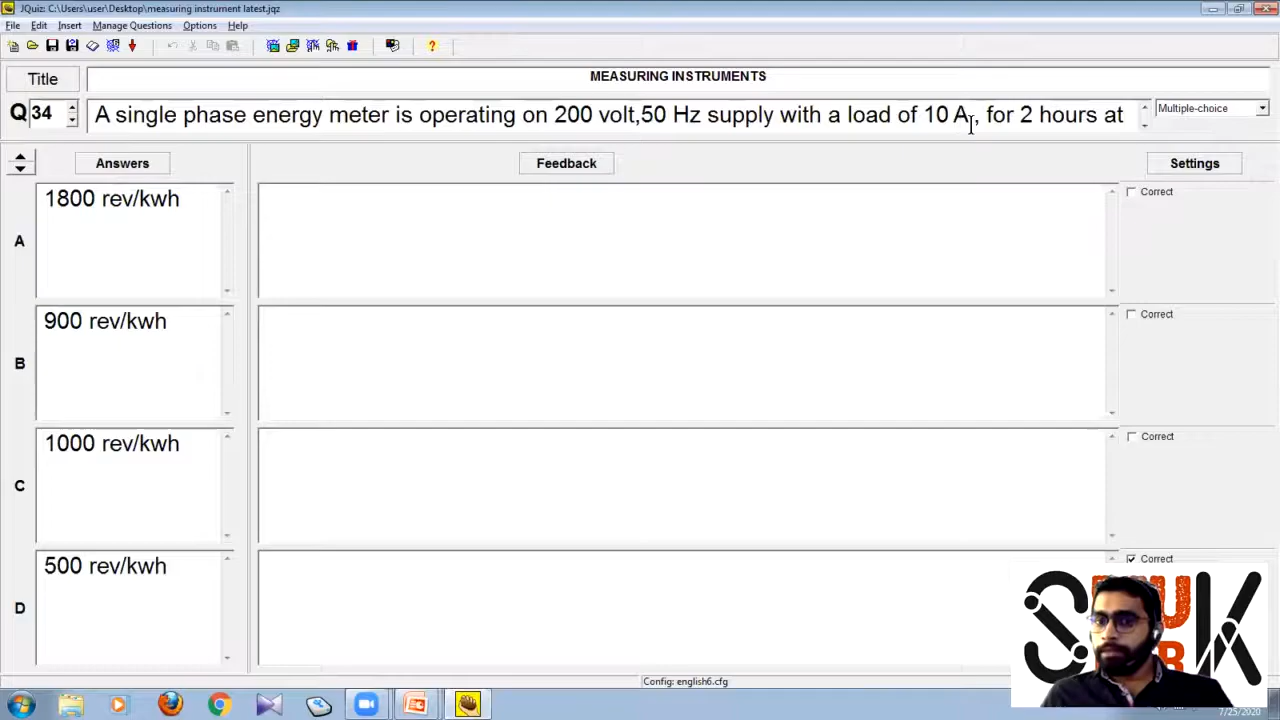 JQuiz: C:\Users\user\Desktop\measuring instrument latest.jqz
File Edit Insert Manage Questions Options Help
Title
MEASURING INSTRUMENTS
Q 34
A single phase energy meter is operating on 200 volt,50 Hz supply with a load of 10 A , for 2 hours at
Multiple-choice
Answers
Feedback
Settings
A
1800 rev/kwh
Correct
B
900 rev/kwh
Correct
C
1000 rev/kwh
Correct
D
500 rev/kwh
Correct
Config: english6.cfg
7/25/2020